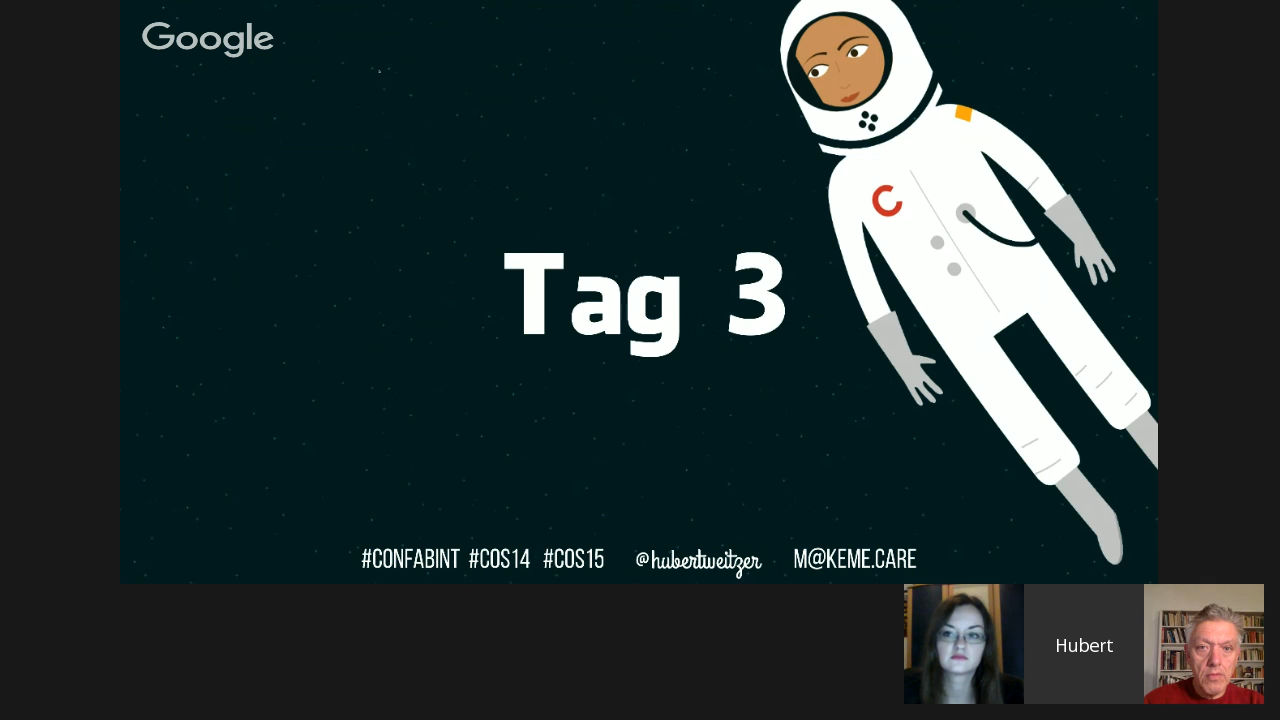 Google
Tag 3
#CONFABINT #COS14 #COS15 @hubertweitzer M@KEME.CARE
Hubert